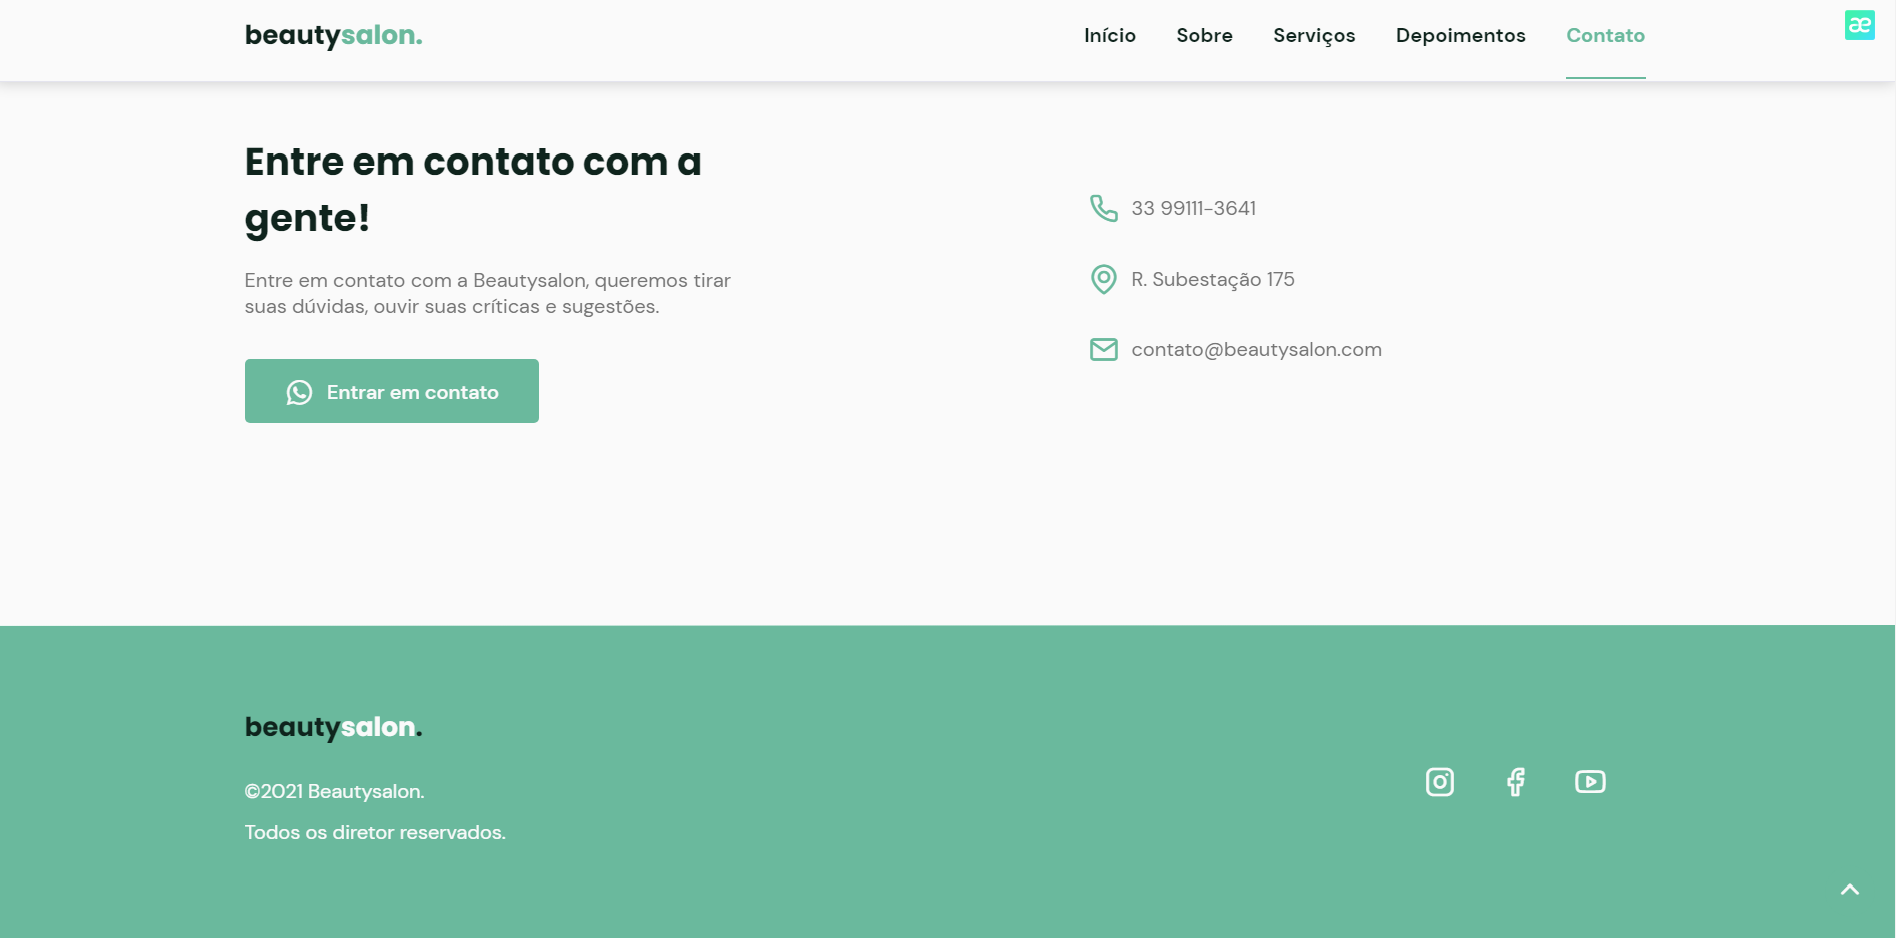 beautysalon.
Início Sobre Serviços Depoimentos Contato
æ
Entre em contato com a
gente!
Entre em contato com a Beautysalon, queremos tirar
suas dúvidas, ouvir suas críticas e sugestões.
Entrar em contato
33 99111-3641
R. Subestação 175
contato@beautysalon.com
beautysalon.
©2021 Beautysalon.
Todos os diretor reservados.